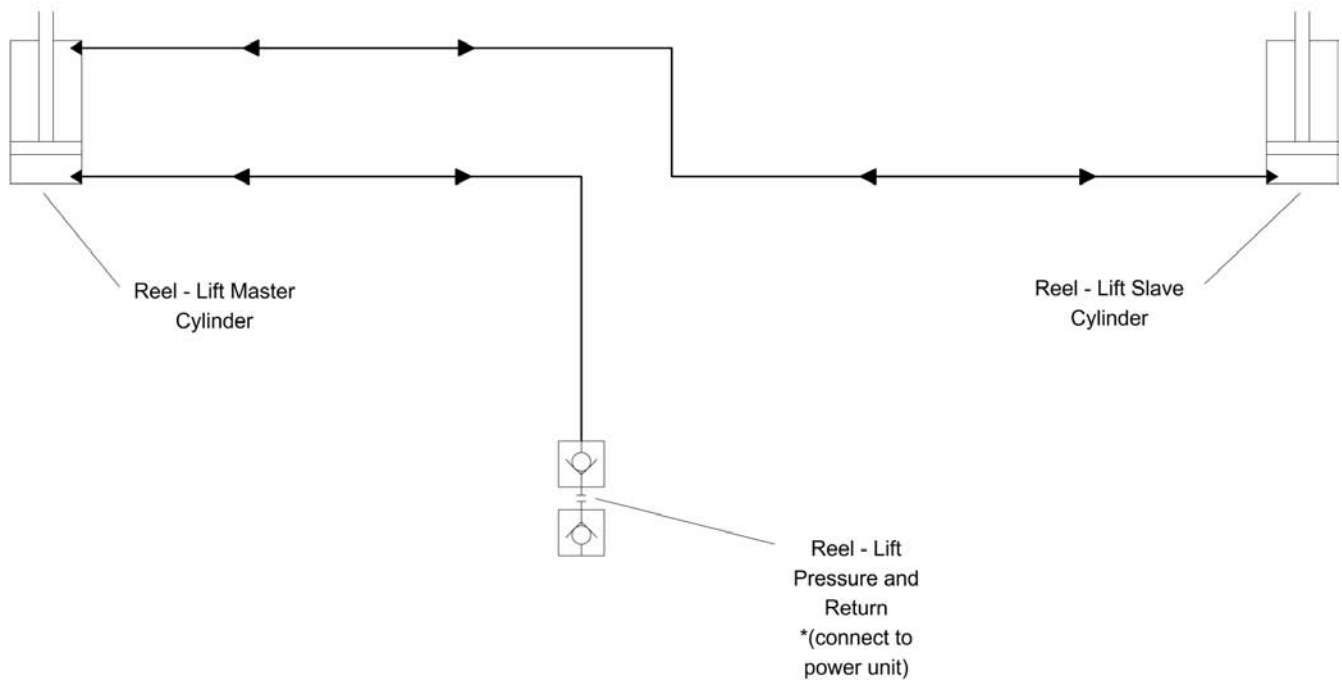 Reel - Lift Master
Cylinder
Reel - Lift Slave
Cylinder
Reel - Lift
Pressure and
Return
*(connect to
power unit)